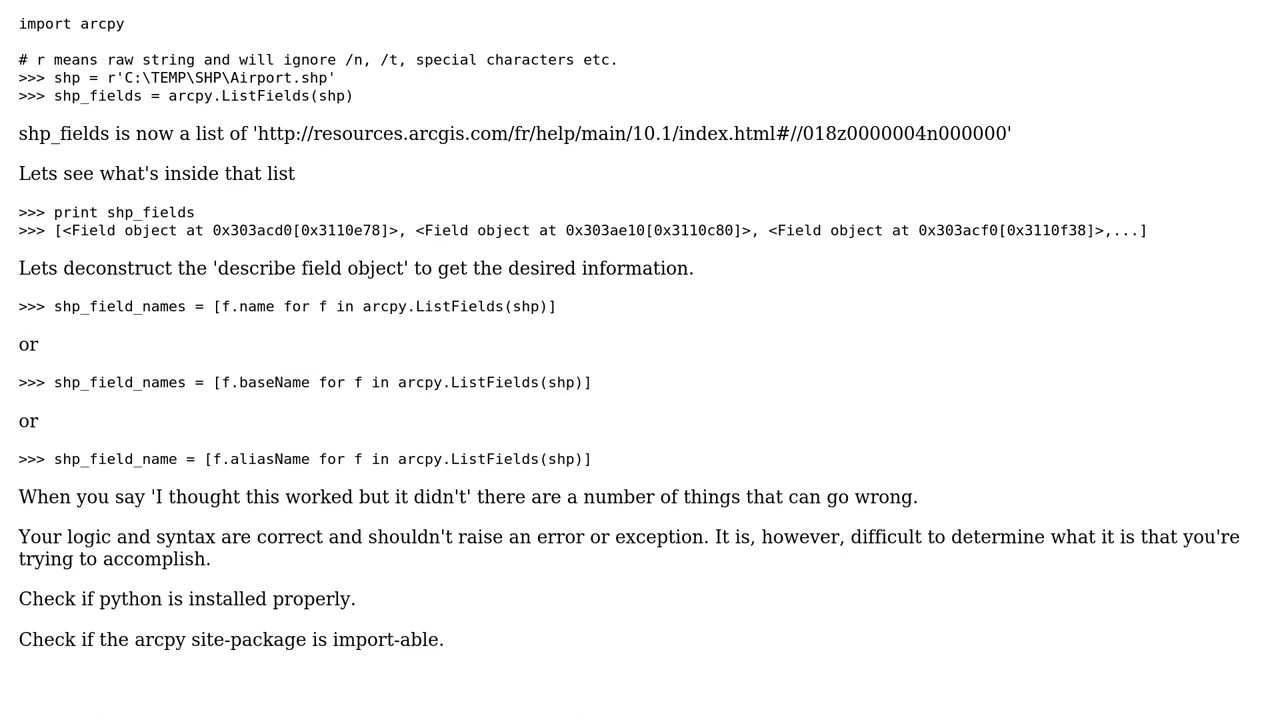 import arcpy
# r means raw string and will ignore /n, /t, special characters etc.
>>> shp = r'C:\TEMP\SHP\Airport.shp'
>>> shp_fields = arcpy.ListFields(shp)
shp_fields is now a list of 'http://resources.arcgis.com/fr/help/main/10.1/index.html#//018z0000004n000000'
Lets see what's inside that list
>>> print shp_fields
>>> [<Field object at 0x303acd0[0x3110e78]>, <Field object at 0x303ae10[0x3110c80]>, <Field object at 0x303acf0[0x3110f38]>,...]
Lets deconstruct the 'describe field object' to get the desired information.
>>> shp_field_names = [f.name for f in arcpy.ListFields(shp)]
or
>>> shp_field_names = [f.baseName for f in arcpy.ListFields(shp)]
or
>>> shp_field_name = [f.aliasName for f in arcpy.ListFields(shp)]
When you say 'I thought this worked but it didn't' there are a number of things that can go wrong.
Your logic and syntax are correct and shouldn't raise an error or exception. It is, however, difficult to determine what it is that you're
trying to accomplish.
Check if python is installed properly.
Check if the arcpy site-package is import-able.